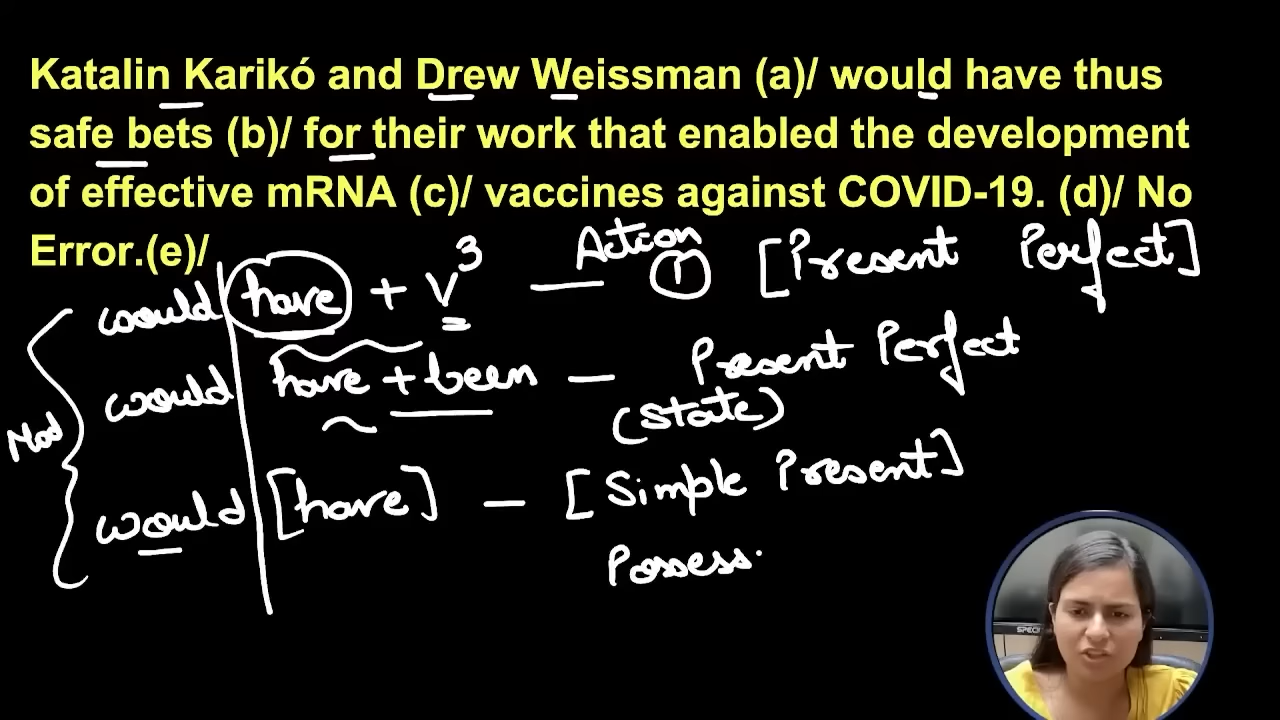 Katalin Karikó and Drew Weissman (a)/ would have thus
safe bets (b)/ for their work that enabled the development
of effective mRNA (c)/ vaccines against COVID-19. (d)/ No
Error.(e)/
would have + v³ — Action ① [Present Perfect]
would have + been — Present Perfect
(State)
Mod
would [have] — [Simple Present]
Possess.
SPEC